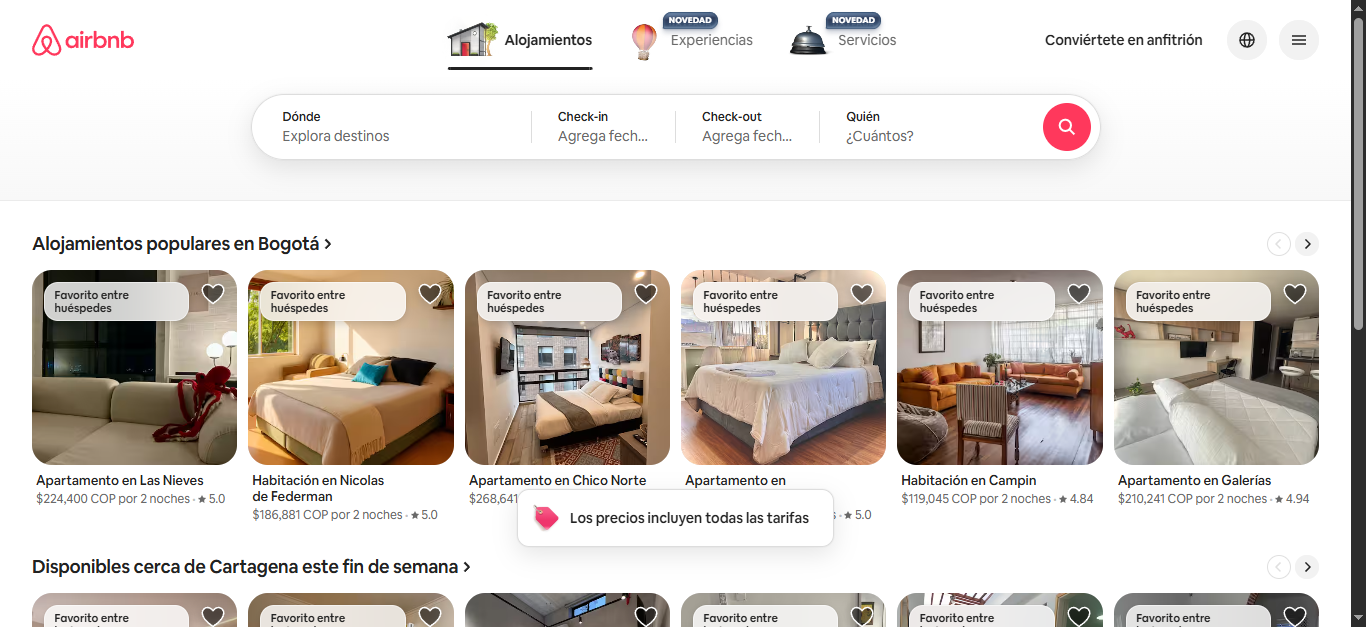 airbnb
Alojamientos
NOVEDAD
Experiencias
NOVEDAD
Servicios
Conviértete en anfitrión
Dónde
Explora destinos
Check-in
Agrega fech...
Check-out
Agrega fech...
Quién
¿Cuántos?
Alojamientos populares en Bogotá
Favorito entre
huéspedes
Favorito entre
huéspedes
Favorito entre
huéspedes
Favorito entre
huéspedes
Favorito entre
huéspedes
Favorito entre
huéspedes
Apartamento en Las Nieves
$224,400 COP por 2 noches · ★ 5.0
Habitación en Nicolas
de Federman
$186,881 COP por 2 noches · ★ 5.0
Apartamento en Chico Norte
$268,641
Apartamento en
· ★ 5.0
Habitación en Campin
$119,045 COP por 2 noches · ★ 4.84
Apartamento en Galerías
$210,241 COP por 2 noches · ★ 4.94
Los precios incluyen todas las tarifas
Disponibles cerca de Cartagena este fin de semana
Favorito entre
Favorito entre
Favorito entre
Favorito entre
Favorito entre
Favorito entre